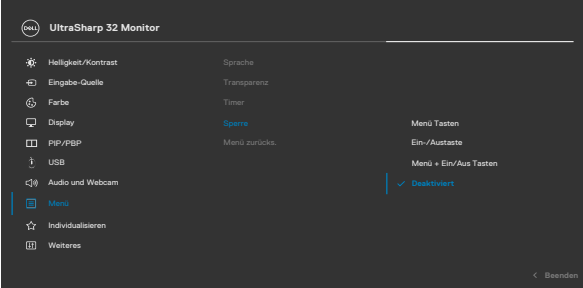 DELL
UltraSharp 32 Monitor
Helligkeit/Kontrast
Sprache
Eingabe-Quelle
Transparenz
Farbe
Timer
Display
Sperre
Menü Tasten
PIP/PBP
Menü zurücks.
Ein-/Austaste
USB
Menü + Ein/Aus Tasten
Audio und Webcam
Deaktiviert
Menü
Individualisieren
Weiteres
Beenden